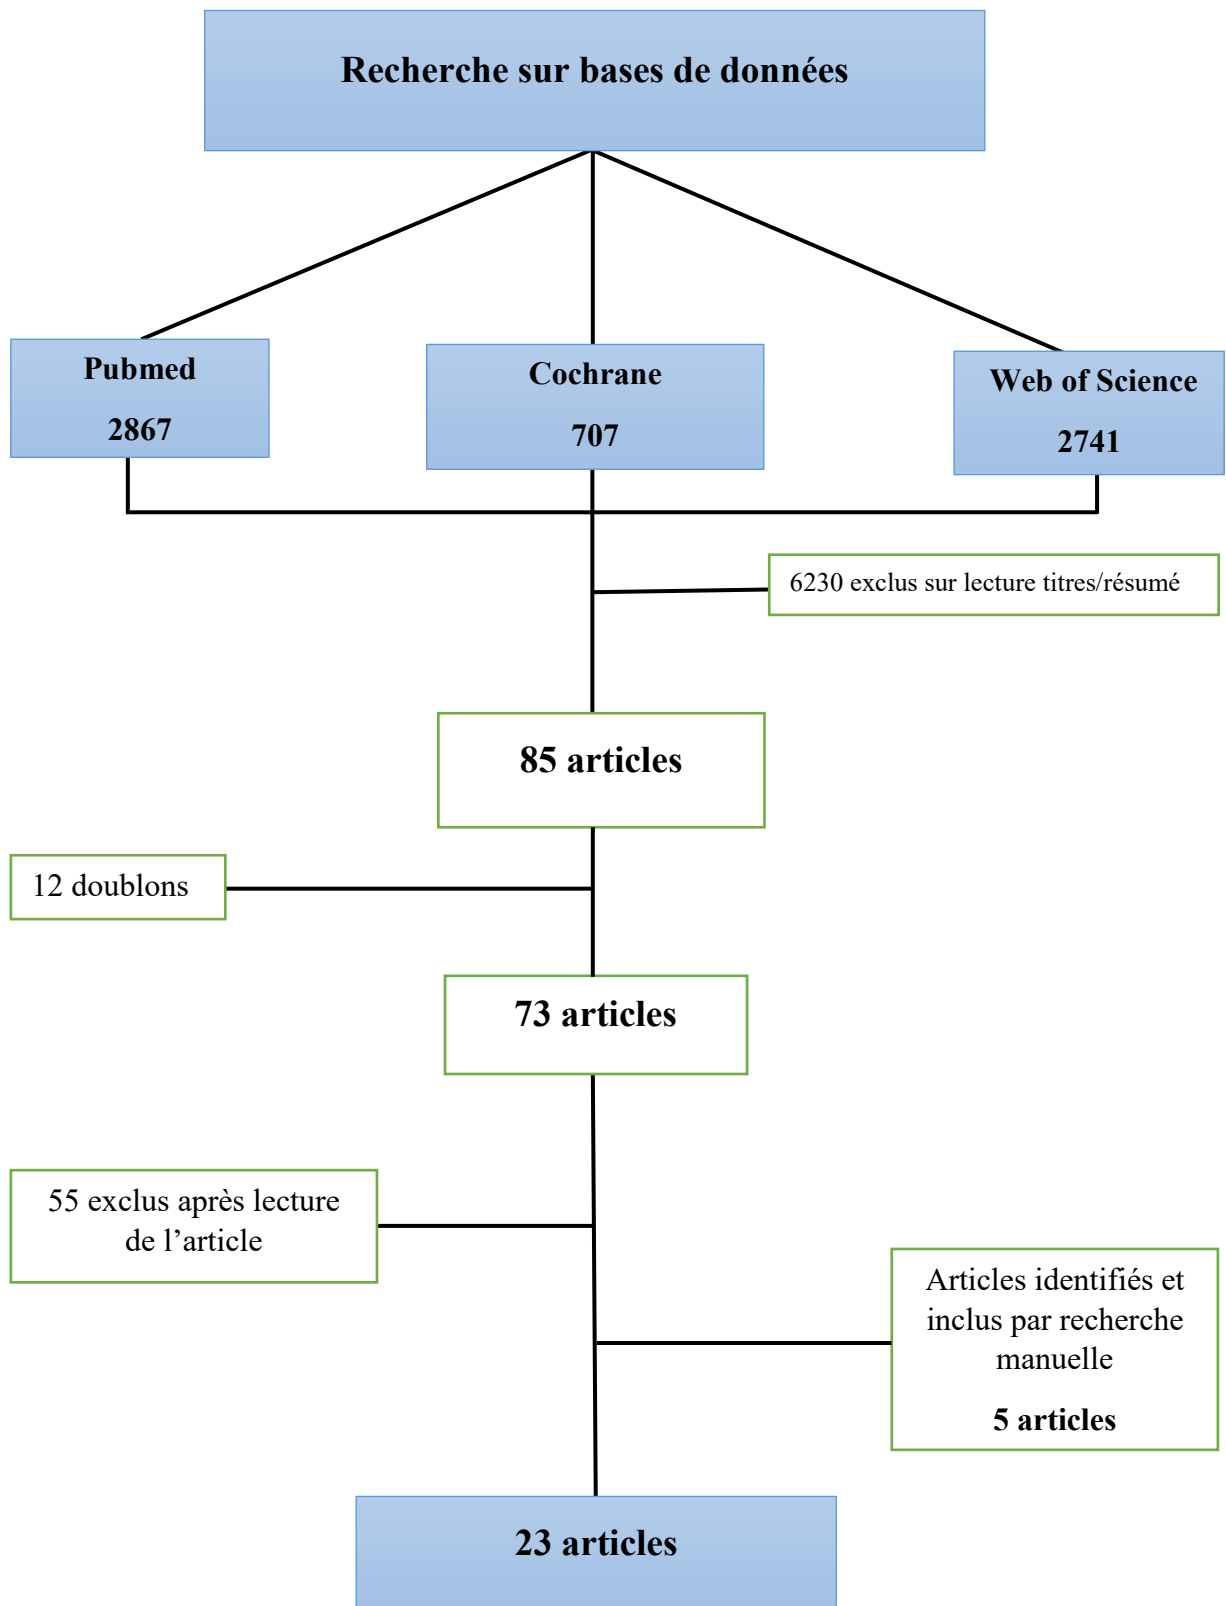 Recherche sur bases de données
Pubmed
2867
Cochrane
707
Web of Science
2741
6230 exclus sur lecture titres/résumé
85 articles
12 doublons
73 articles
55 exclus après lecture
de l’article
Articles identifiés et
inclus par recherche
manuelle
5 articles
23 articles